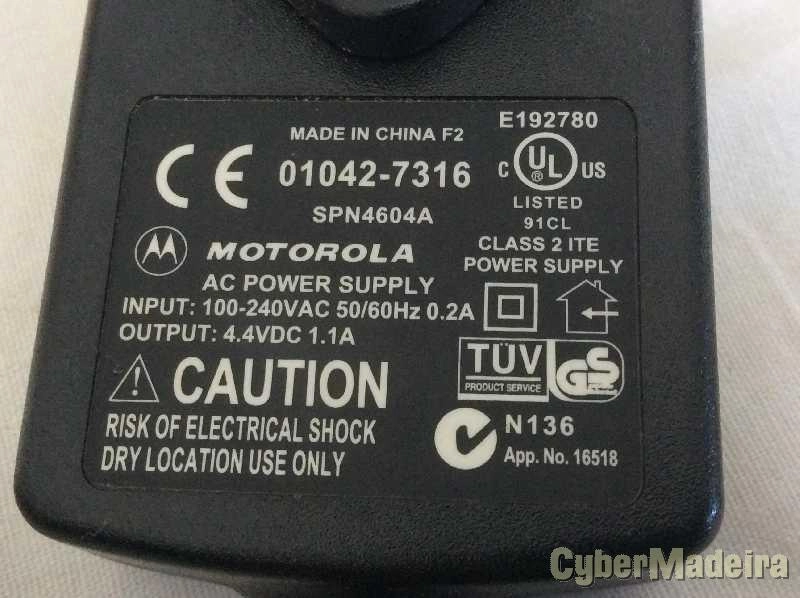 MADE IN CHINA F2
E192780
CE
01042-7316
C UL US
®
SPN4604A
LISTED
91CL
MOTOROLA
CLASS 2 ITE
POWER SUPPLY
AC POWER SUPPLY
INPUT: 100-240VAC 50/60Hz 0.2A
OUTPUT: 4.4VDC 1.1A
TÜV
PRODUCT SERVICE
GS
! CAUTION
RISK OF ELECTRICAL SHOCK
DRY LOCATION USE ONLY
N136
App. No. 16518
CyberMadeira